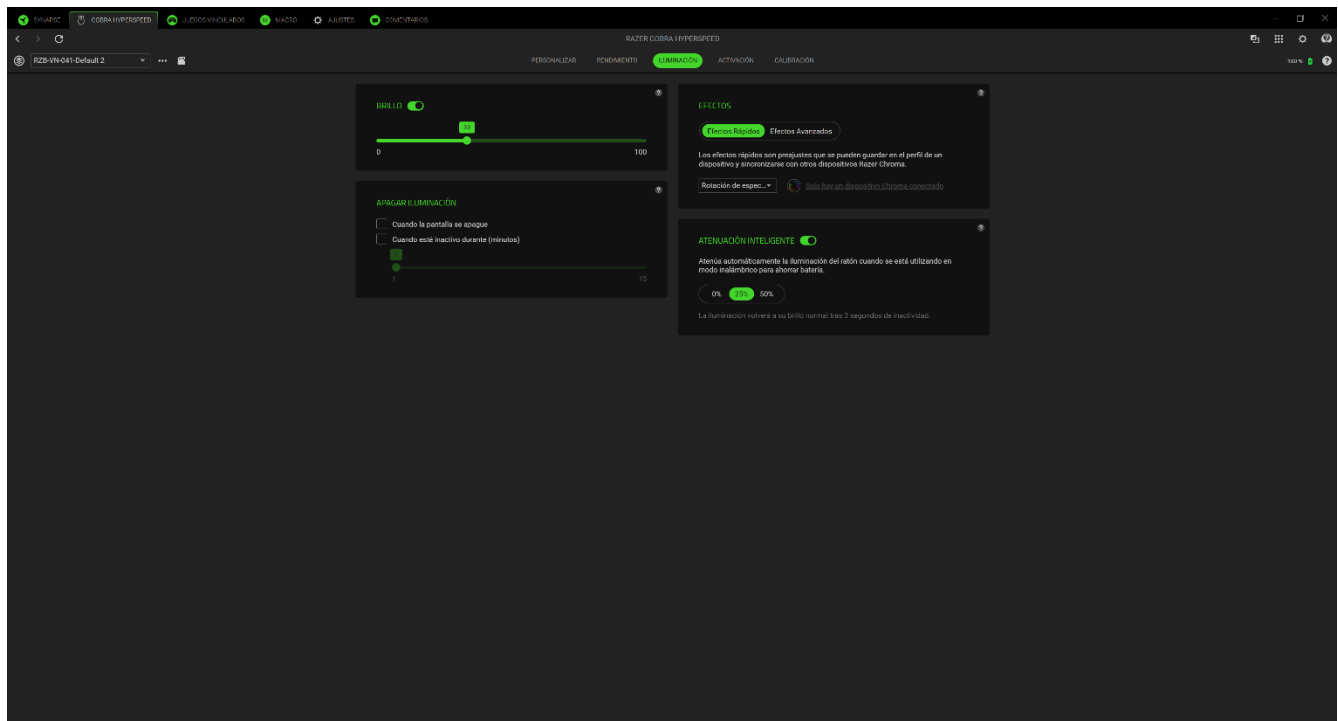 SYNAPSE COBRA HYPERSPEED JUEGOS VINCULADOS MACRO AJUSTES COMENTARIOS
RAZER COBRA HYPERSPEED
RZB-VN-041-Default 2
PERSONALIZAR RENDIMIENTO ILUMINACIÓN ACTIVACIÓN CALIBRACIÓN
100 %
BRILLO
33
0 100
APAGAR ILUMINACIÓN
Cuando la pantalla se apague
Cuando esté inactivo durante (minutos)
1 15
EFECTOS
Efectos Rápidos Efectos Avanzados
Los efectos rápidos son preajustes que se pueden guardar en el perfil de un
dispositivo y sincronizarse con otros dispositivos Razer Chroma.
Rotación de espec...
Solo hay un dispositivo Chroma conectado
ATENUACIÓN INTELIGENTE
Atenúa automáticamente la iluminación del ratón cuando se está utilizando en
modo inalámbrico para ahorrar batería.
0% 25% 50%
La iluminación volverá a su brillo normal tras 3 segundos de inactividad.